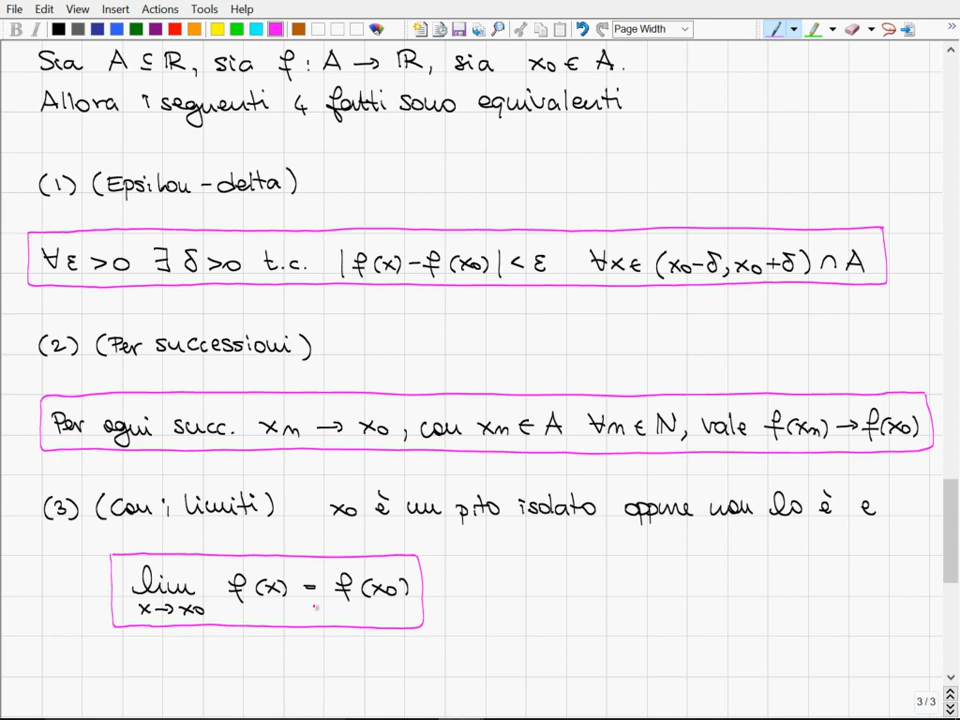 File Edit View Insert Actions Tools Help
B I Page Width
Sia A ⊆ ℝ, sia f : A → ℝ, sia x₀ ∈ A.
Allora i seguenti 4 fatti sono equivalenti
(1) (Epsilon - delta)
∀ε >0 ∃ δ>0 t.c. |f(x)-f(x₀)|<ε ∀x∈ (x₀-δ, x₀+δ) ∩ A
(2) (Per successioni)
Per ogni succ. xn → x₀, con xn ∈ A ∀n ∈ ℕ, vale f(xn) → f(x₀)
(3) (Con i limiti) x₀ è un p.to isolato oppure non lo è e
lim f(x) = f(x₀)
x→x₀
3 / 3